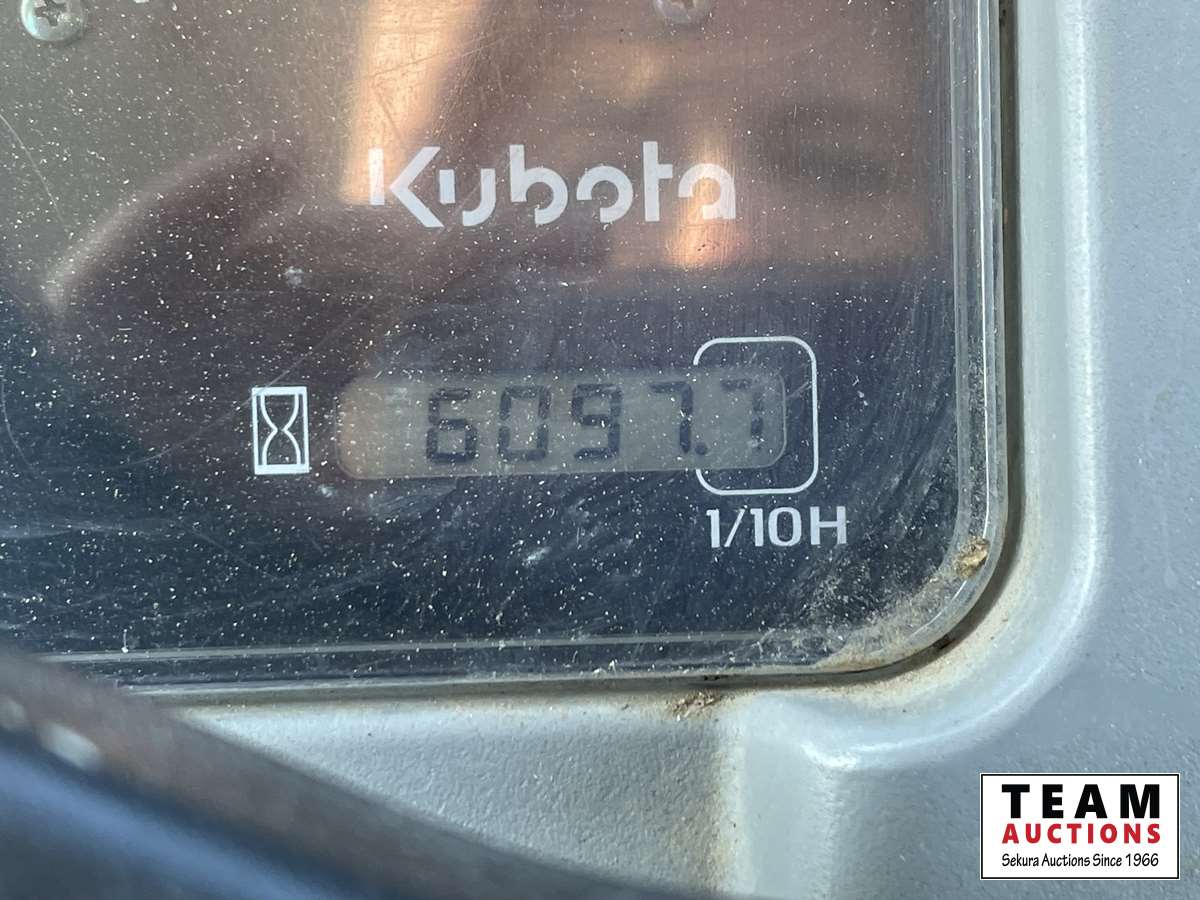 Kubota
6097.7
1/10H
TEAM
AUCTIONS
Sekura Auctions Since 1966